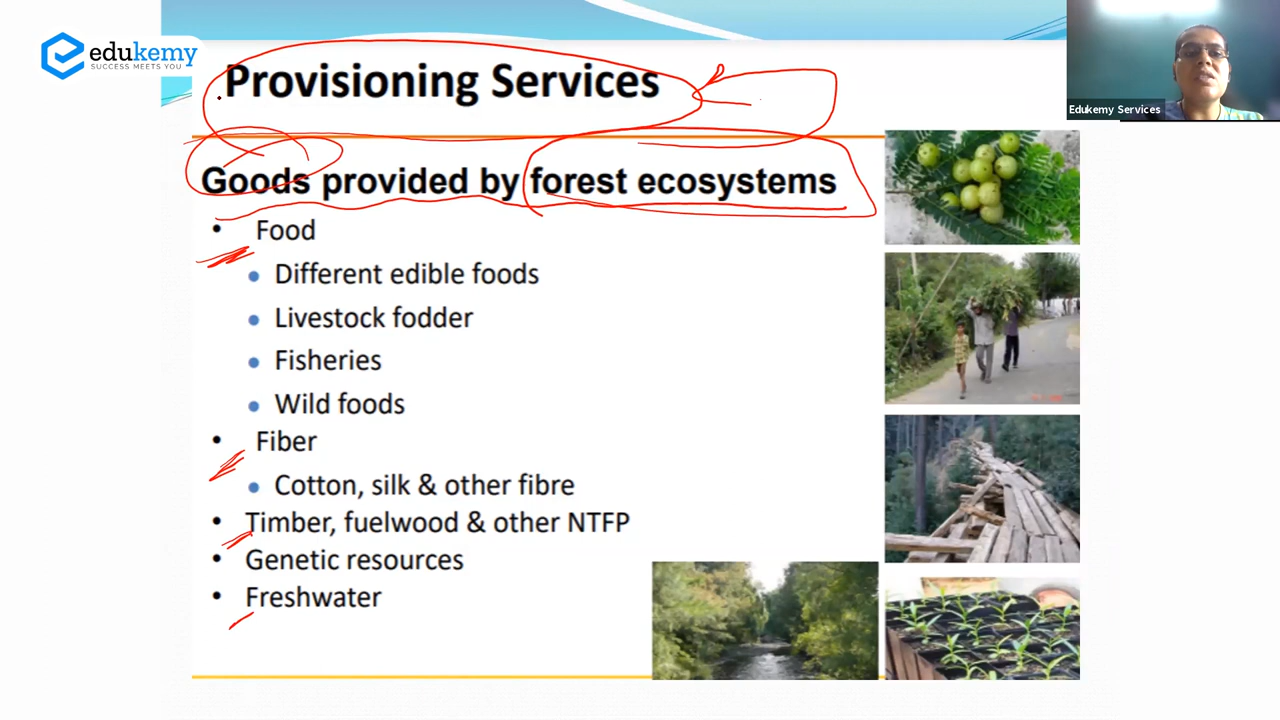 edukemy
SUCCESS MEETS YOU
Provisioning Services
Edukemy Services
Goods provided by forest ecosystems
• Food
• Different edible foods
• Livestock fodder
• Fisheries
• Wild foods
• Fiber
• Cotton, silk & other fibre
• Timber, fuelwood & other NTFP
• Genetic resources
• Freshwater